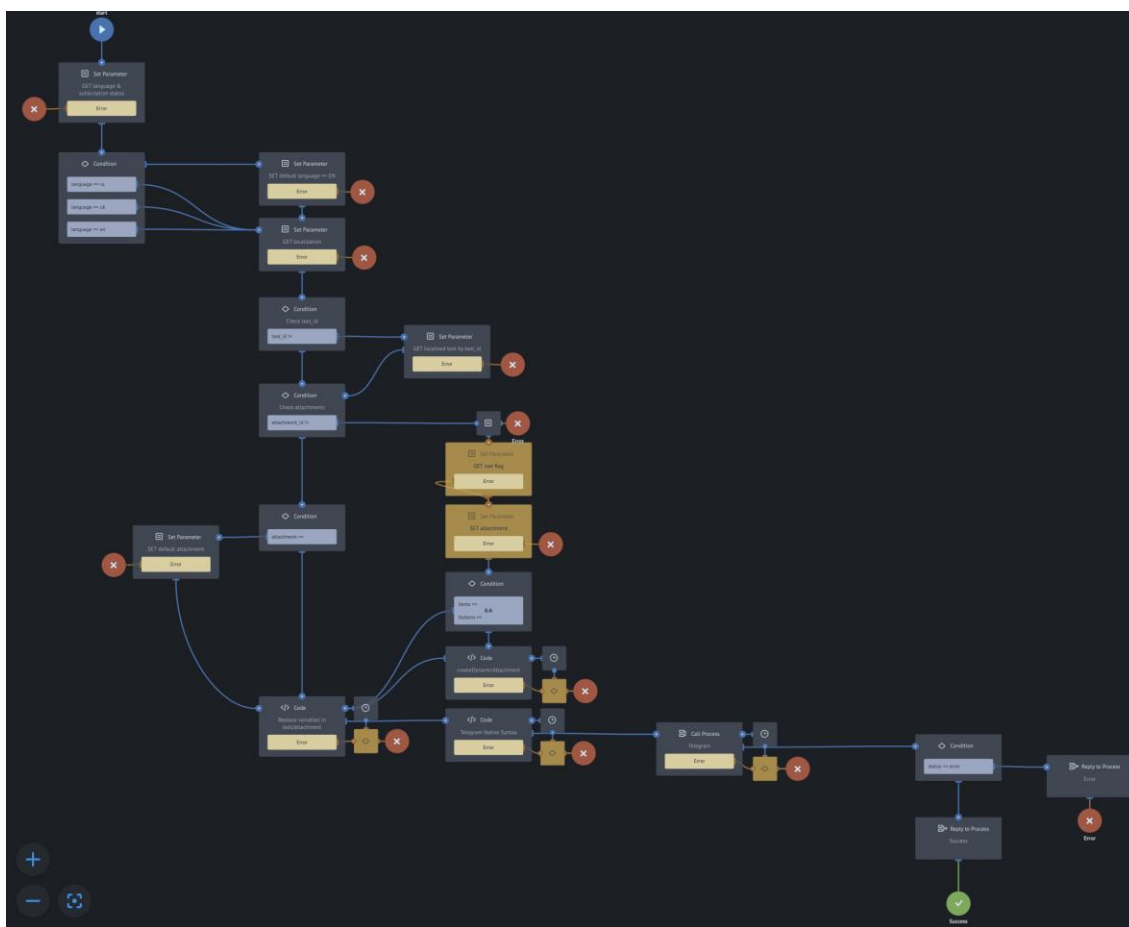 start
Set Parameter
GET language &
subscription status
Error
Condition
language == ru
language == uk
language == en
Set Parameter
SET default language == EN
Error
Set Parameter
GET localization
Error
Condition
Check text_id
text_id !=
Set Parameter
GET localized text by text_id
Error
Condition
Check attachments
attachment_id !=
Error
Set Parameter
GET text flag
Error
Set Parameter
SET attachment
Error
Condition
attachment ==
Set Parameter
SET default attachment
Error
Condition
items ==
buttons ==
Code
createDynamicAttachment
Error
Code
Replace variables in
text/attachment
Error
Code
Telegram Native Syntax
Error
Call Process
Telegram
Error
Condition
status == error
Reply to Process
Error
Error
Reply to Process
Success
Success